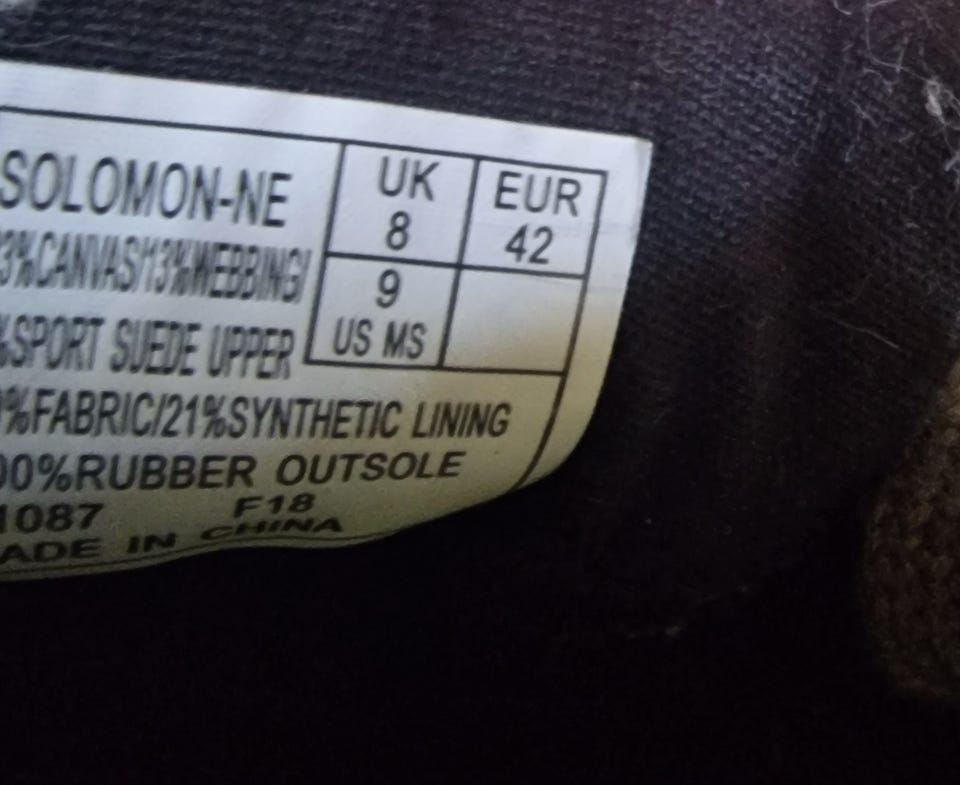 SOLOMON-NE
UK
8
EUR
42
3%CANVAS/13%WEBBING/
9
US MS
%SPORT SUEDE UPPER
%FABRIC/21%SYNTHETIC LINING
00%RUBBER OUTSOLE
1087 F18
ADE IN CHINA